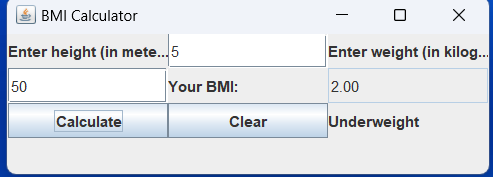 BMI Calculator
Enter height (in mete... 5 Enter weight (in kilog...
50 Your BMI: 2.00
Calculate Clear Underweight